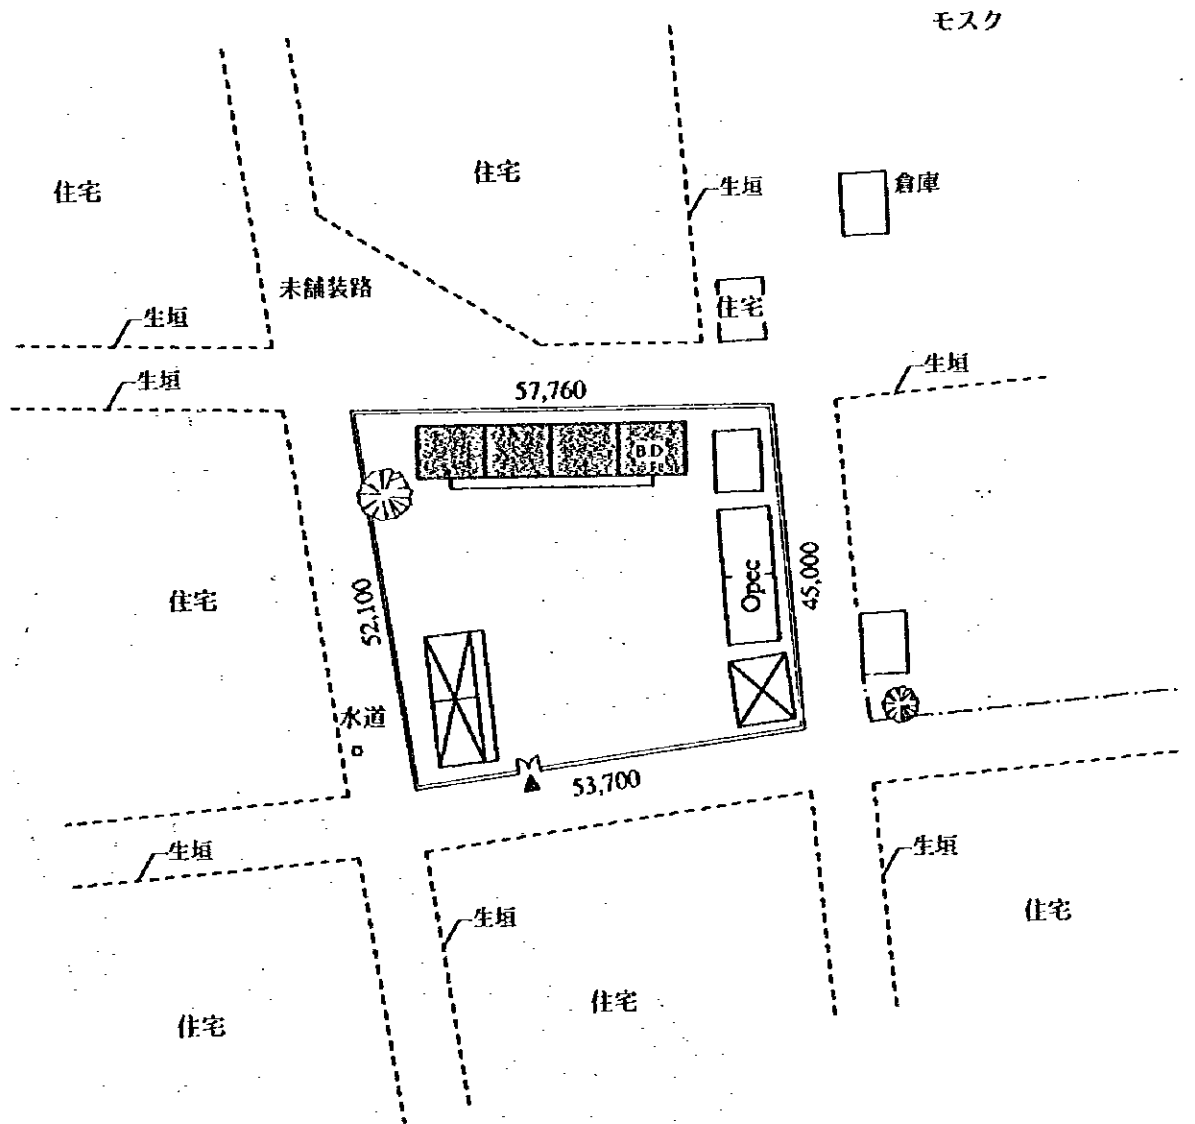 モスク
住宅
住宅
生垣
倉庫
未舗装路
住宅
生垣
生垣
生垣
57,760
BD
Opec
45,000
住宅
52,100
水道
53,700
生垣
生垣
生垣
住宅
住宅
住宅